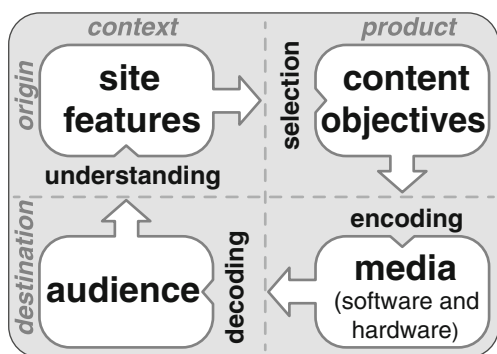 context
product
origin
site
features
selection
content
objectives
understanding
encoding
destination
audience
decoding
media
(software and
hardware)